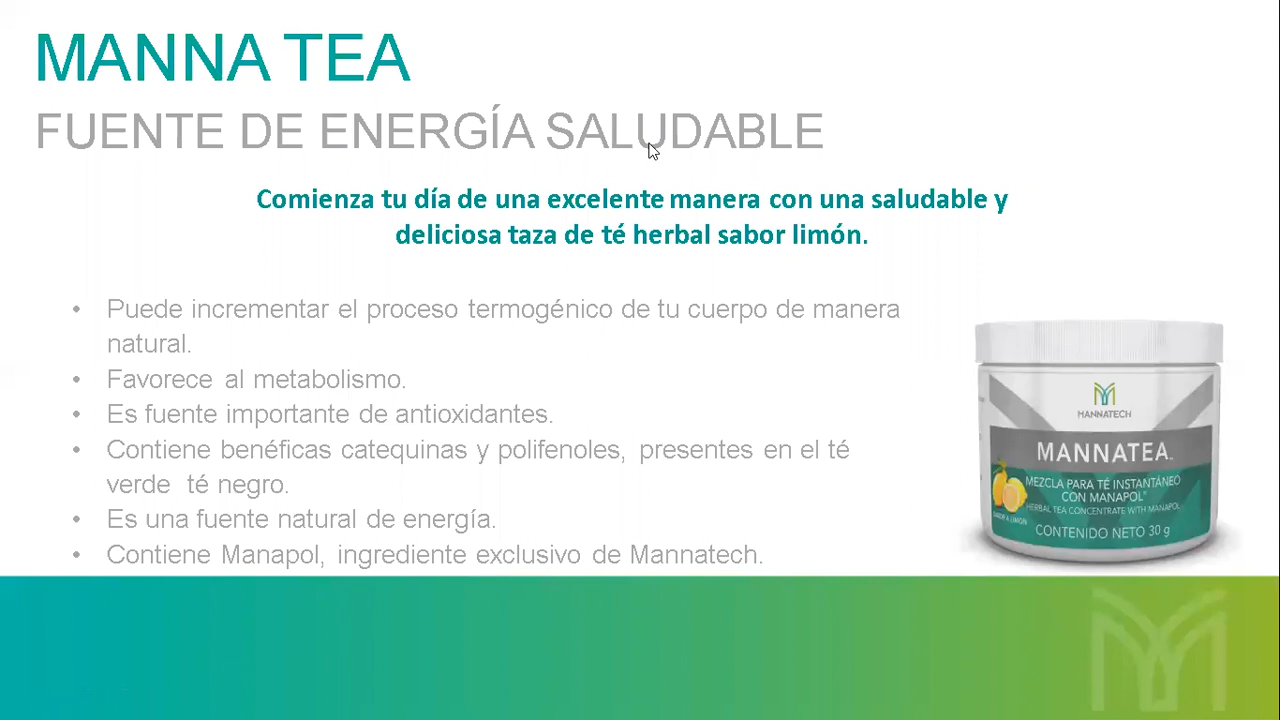 MANNA TEA
FUENTE DE ENERGÍA SALUDABLE
Comienza tu día de una excelente manera con una saludable y
deliciosa taza de té herbal sabor limón.
• Puede incrementar el proceso termogénico de tu cuerpo de manera
natural.
• Favorece al metabolismo.
• Es fuente importante de antioxidantes.
• Contiene benéficas catequinas y polifenoles, presentes en el té
verde té negro.
• Es una fuente natural de energía.
• Contiene Manapol, ingrediente exclusivo de Mannatech.
MANNATECH
MANNATEA
MEZCLA PARA TÉ INSTANTÁNEO
CON MANAPOL®
HERBAL TEA CONCENTRATE WITH MANAPOL
SABOR A LIMÓN
CONTENIDO NETO 30 g